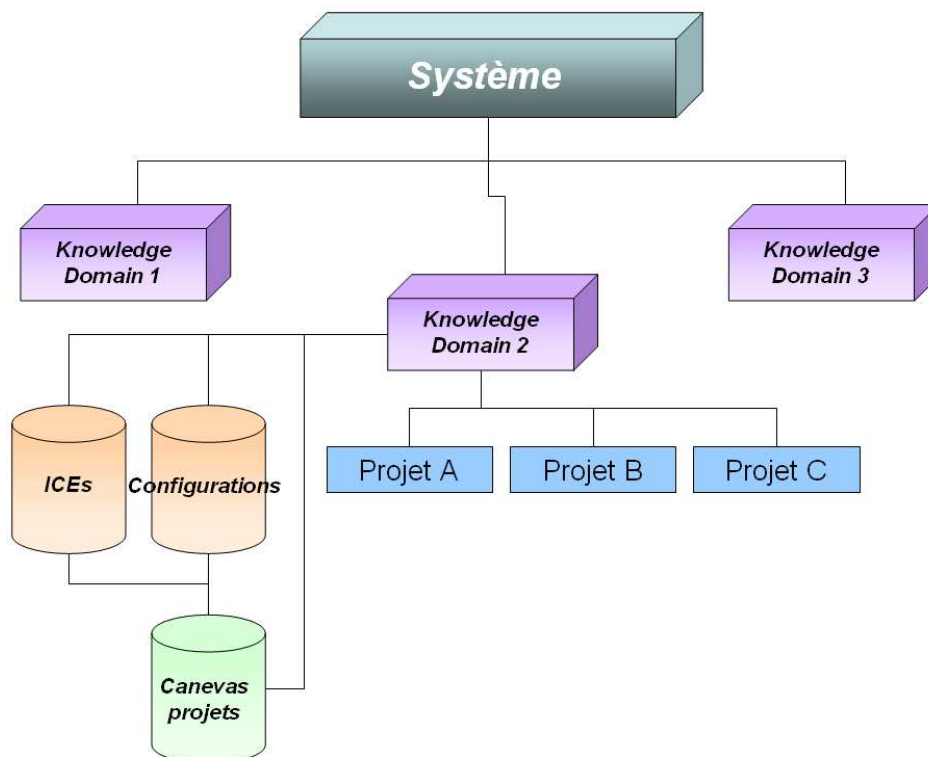 Système
Knowledge
Domain 1
Knowledge
Domain 3
Knowledge
Domain 2
ICEs
Configurations
Projet A
Projet B
Projet C
Canevas
projets